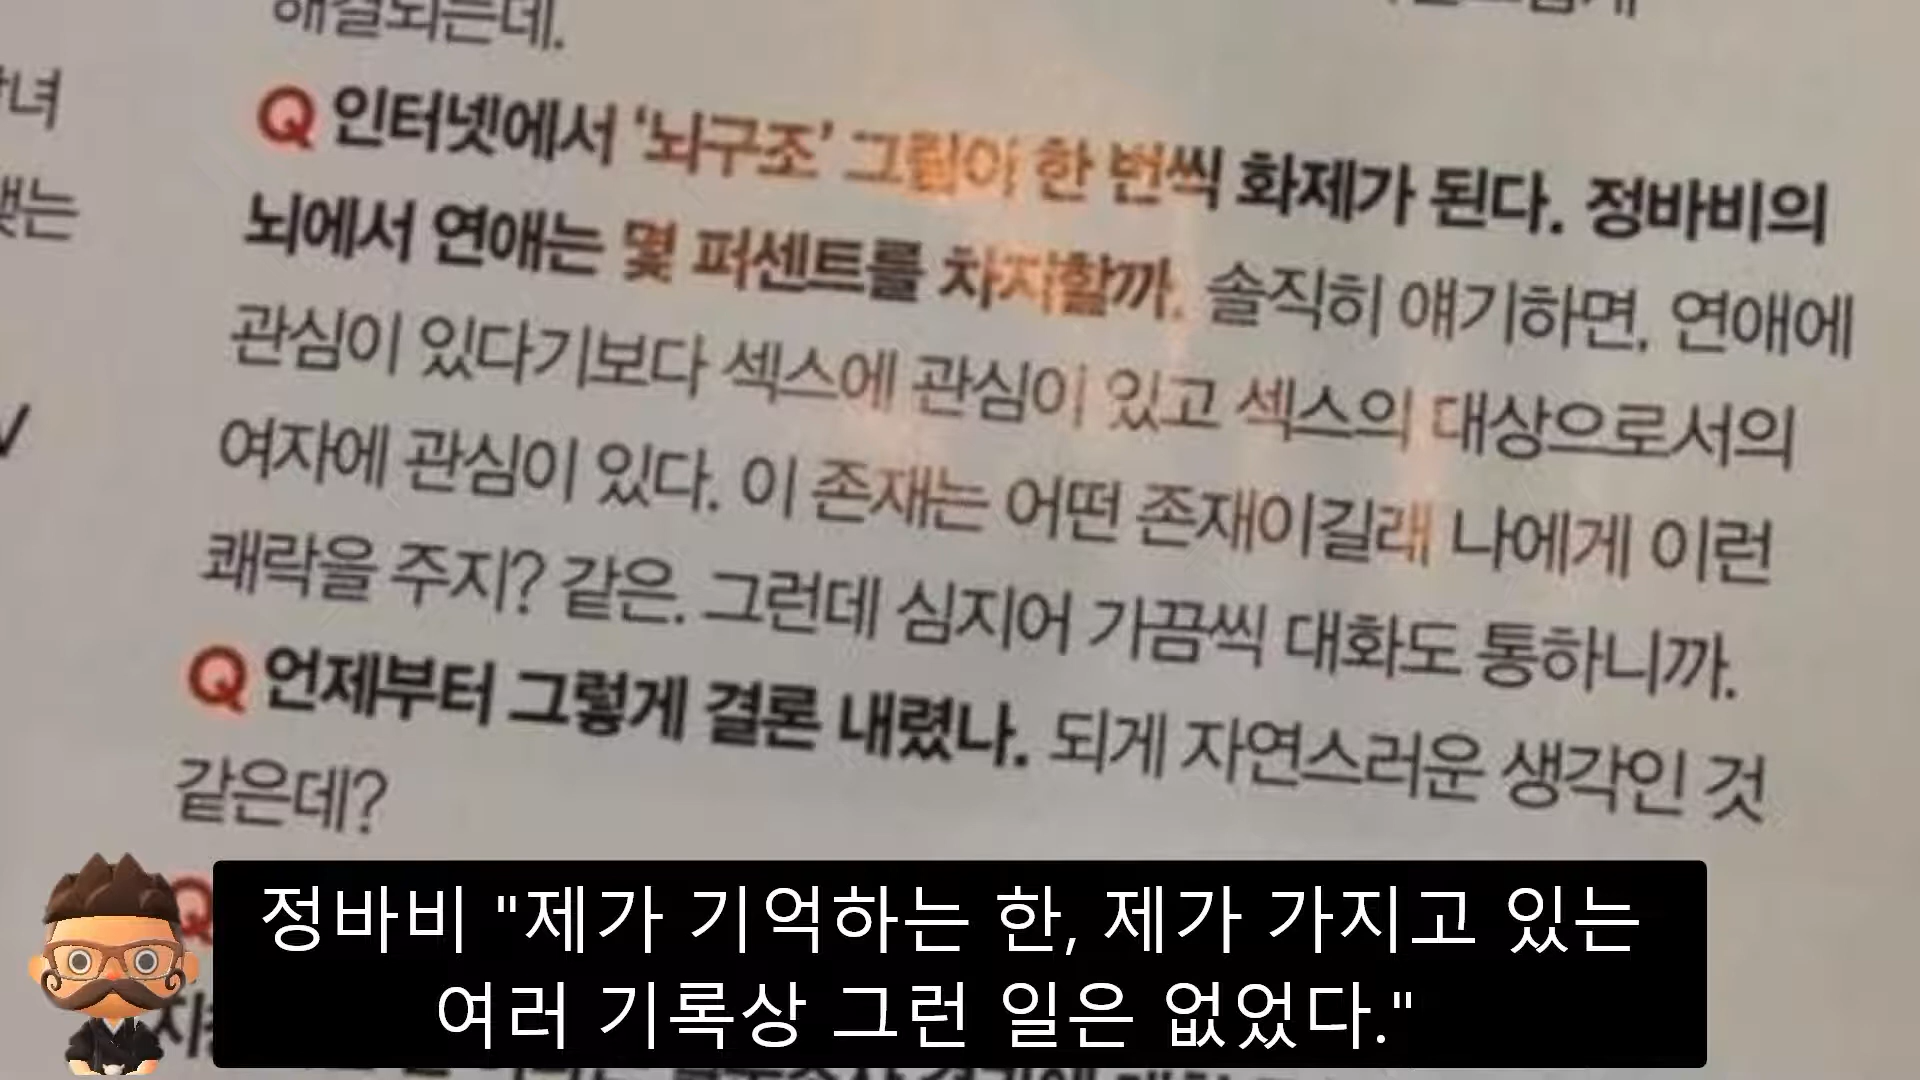 해결되는데.
Q 인터넷에서 ‘뇌구조’ 그림이 한 번씩 화제가 된다. 정바비의
뇌에서 연애는 몇 퍼센트를 차지할까. 솔직히 얘기하면, 연애에
관심이 있다기보다 섹스에 관심이 있고 섹스의 대상으로서의
여자에 관심이 있다. 이 존재는 어떤 존재이길래 나에게 이런
쾌락을 주지? 같은. 그런데 심지어 가끔씩 대화도 통하니까.
Q 언제부터 그렇게 결론 내렸나. 되게 자연스러운 생각인 것
같은데?
Q
정바비 "제가 기억하는 한, 제가 가지고 있는
여러 기록상 그런 일은 없었다."